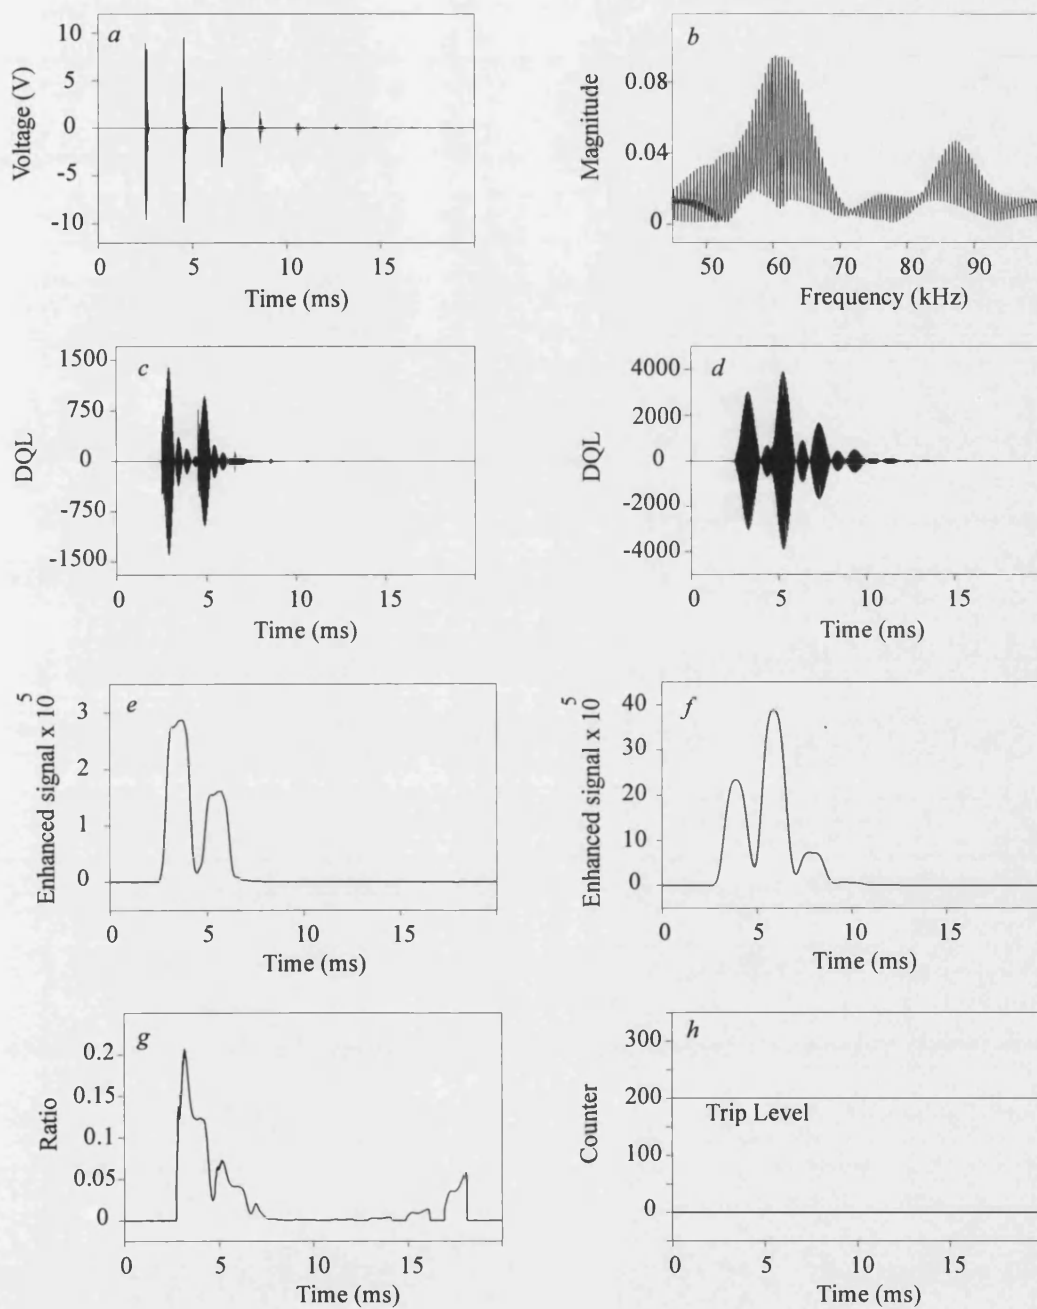 a
Voltage (V)
10
5
0
-5
-10
0 5 10 15
Time (ms)
b
Magnitude
0.08
0.04
0
50 60 70 80 90
Frequency (kHz)
c
DQL
1500
750
0
-750
-1500
0 5 10 15
Time (ms)
d
DQL
4000
2000
0
-2000
-4000
0 5 10 15
Time (ms)
e
Enhanced signal x 10 5
3
2
1
0
0 5 10 15
Time (ms)
f
Enhanced signal x 10 5
40
30
20
10
0
0 5 10 15
Time (ms)
g
Ratio
0.2
0.15
0.1
0.05
0
0 5 10 15
Time (ms)
h
Counter
300
200
Trip Level
100
0
0 5 10 15
Time (ms)